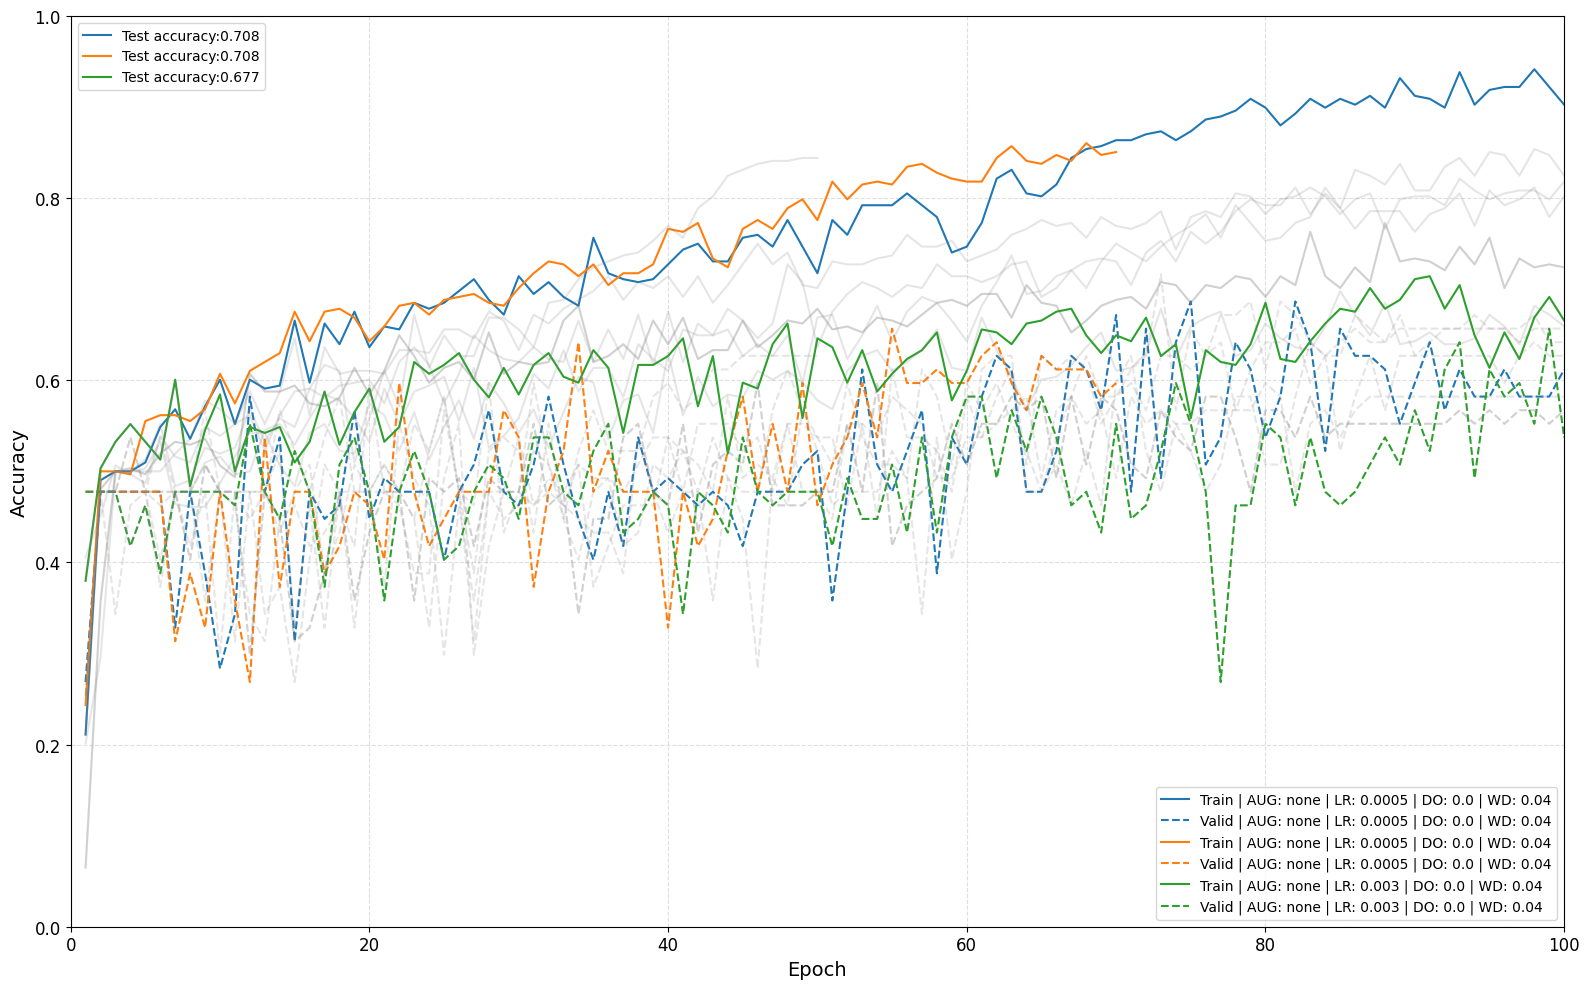 1.0
0.8
0.6
0.4
0.2
0.0
Accuracy
Test accuracy:0.708
Test accuracy:0.708
Test accuracy:0.677
Train | AUG: none | LR: 0.0005 | DO: 0.0 | WD: 0.04
Valid | AUG: none | LR: 0.0005 | DO: 0.0 | WD: 0.04
Train | AUG: none | LR: 0.0005 | DO: 0.0 | WD: 0.04
Valid | AUG: none | LR: 0.0005 | DO: 0.0 | WD: 0.04
Train | AUG: none | LR: 0.003 | DO: 0.0 | WD: 0.04
Valid | AUG: none | LR: 0.003 | DO: 0.0 | WD: 0.04
0 20 40 60 80 100
Epoch